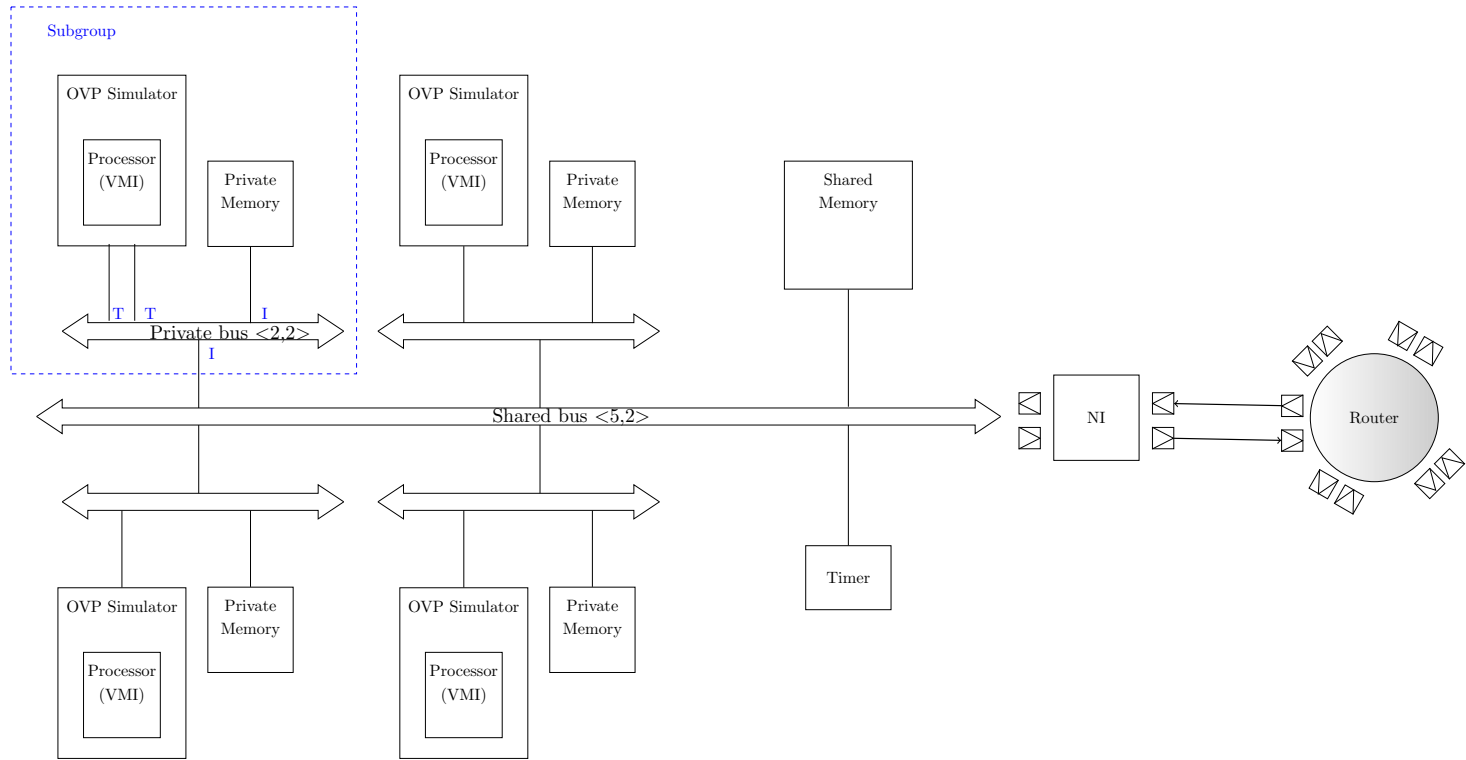 Subgroup
OVP Simulator
Processor
(VMI)
Private
Memory
T
T
I
Private bus <2,2>
I
OVP Simulator
Processor
(VMI)
Private
Memory
Shared
Memory
Shared bus <5,2>
NI
Router
OVP Simulator
Processor
(VMI)
Private
Memory
OVP Simulator
Processor
(VMI)
Private
Memory
Timer